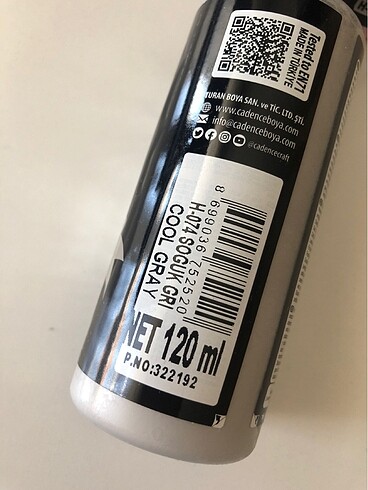 Tested to EN71
MADE IN TÜRKİYE
TURAN BOYA SAN. ve TİC. LTD. ŞTİ.
www.cadenceboya.com
info@cadenceboya.com
@cadencecraft
8 699036 752520
H-074 SOĞUK GRİ
COOL GRAY
NET 120 ml
P.NO:322192